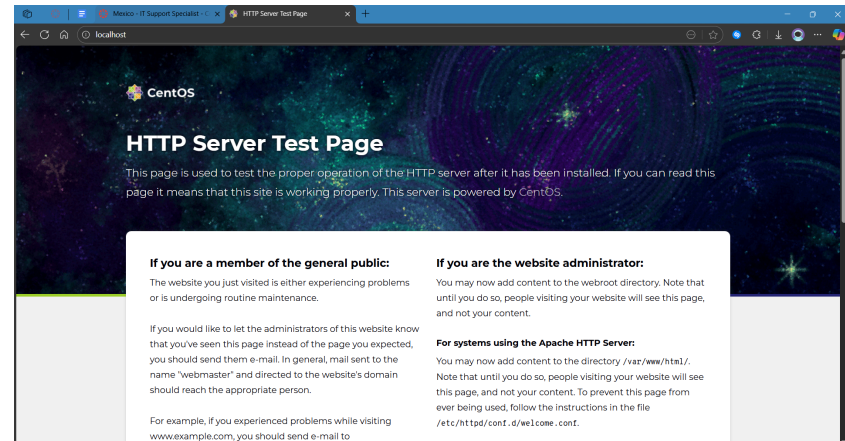 Mexico - IT Support Specialist - C
HTTP Server Test Page
localhost
CentOS
HTTP Server Test Page
This page is used to test the proper operation of the HTTP server after it has been installed. If you can read this
page it means that this site is working properly. This server is powered by CentOS.
If you are a member of the general public:
The website you just visited is either experiencing problems
or is undergoing routine maintenance.
If you would like to let the administrators of this website know
that you've seen this page instead of the page you expected,
you should send them e-mail. In general, mail sent to the
name "webmaster" and directed to the website's domain
should reach the appropriate person.
For example, if you experienced problems while visiting
www.example.com, you should send e-mail to
If you are the website administrator:
You may now add content to the webroot directory. Note that
until you do so, people visiting your website will see this page,
and not your content.
For systems using the Apache HTTP Server:
You may now add content to the directory /var/www/html/.
Note that until you do so, people visiting your website will see
this page, and not your content. To prevent this page from
ever being used, follow the instructions in the file
/etc/httpd/conf.d/welcome.conf.